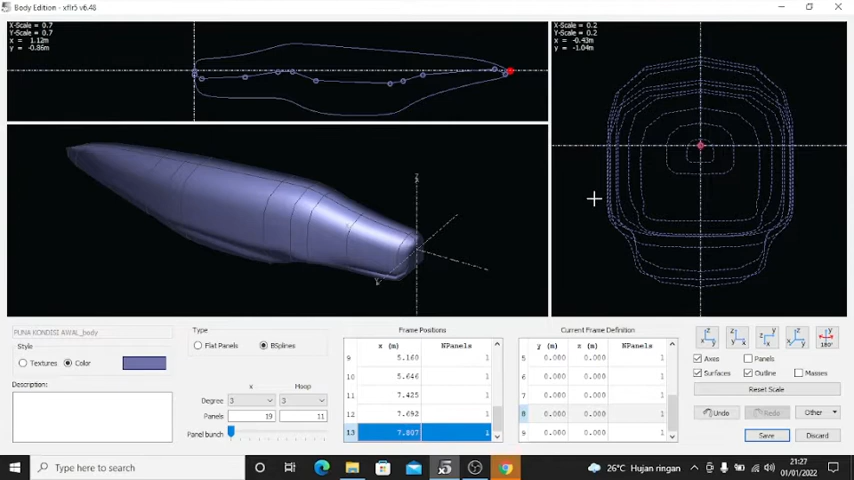 Body Edition - xflr5 v6.48
X-Scale = 0.7
Y-Scale = 0.7
x = 1.12m
y = -0.86m
X-Scale = 0.2
Y-Scale = 0.2
x = -0.43m
y = -1.04m
PUNA KONDISI AWAL_body
Style
Textures Color
Description:
Type
Flat Panels BSplines
x Hoop
Degree 3 3
Panels 19 11
Panel bunch
Frame Positions
x (m) NPanels
9 5.160 1
10 5.646 1
11 7.425 1
12 7.692 1
13 7.807 1
Current Frame Definition
y (m) z (m) NPanels
5 0.000 0.000 1
6 0.000 0.000 1
7 0.000 0.000 1
8 0.000 0.000 1
9 0.000 0.000 1
Axes Panels
Surfaces Outline Masses
Reset Scale
Undo Redo Other
Save Discard
Type here to search
26°C Hujan ringan
21:27
01/01/2022